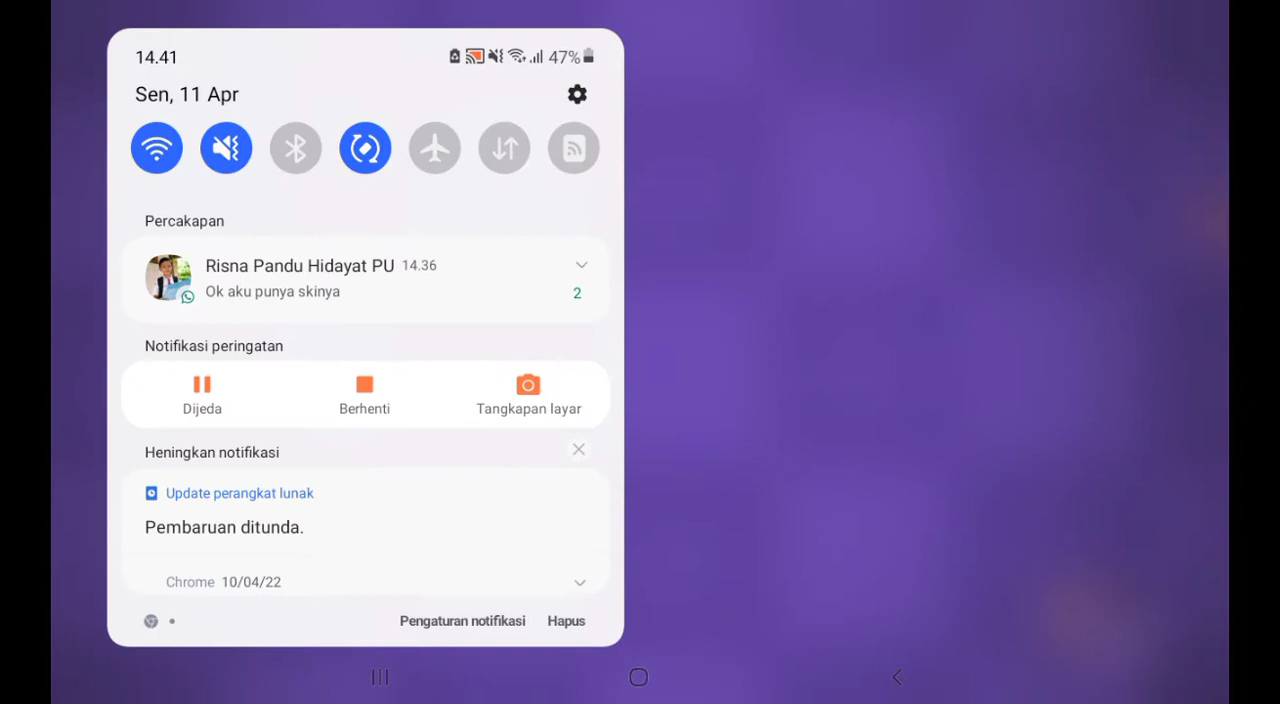 14.41
47%
Sen, 11 Apr
Percakapan
Risna Pandu Hidayat PU 14.36
Ok aku punya skinya
2
Notifikasi peringatan
Dijeda
Berhenti
Tangkapan layar
Heningkan notifikasi
Update perangkat lunak
Pembaruan ditunda.
Chrome 10/04/22
Pengaturan notifikasi
Hapus